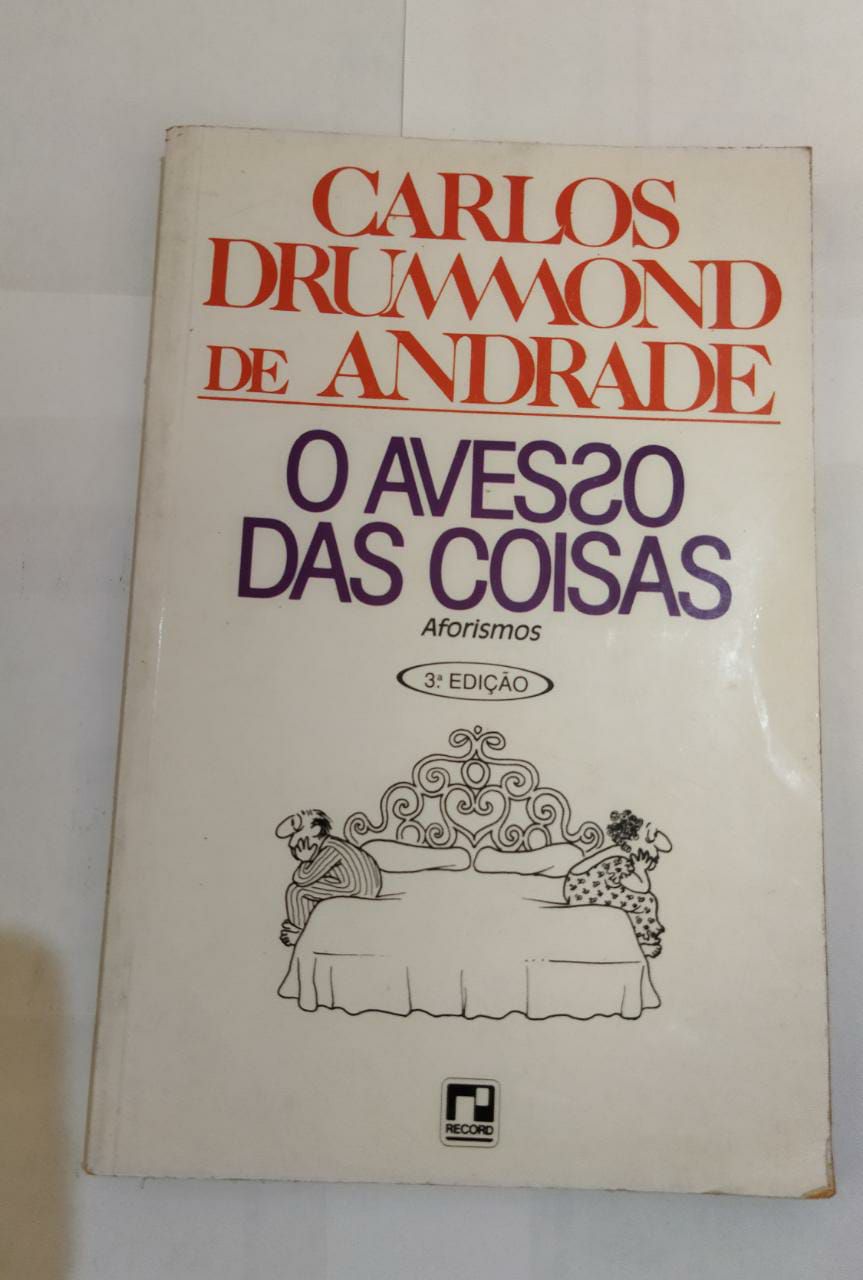 CARLOS
DRUMMOND
DE ANDRADE
O AVESSO
DAS COISAS
Aforismos
3ª EDIÇÃO
RECORD